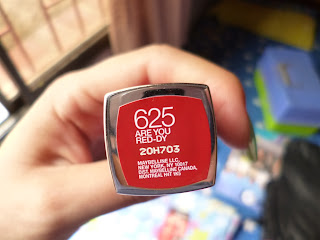 625
ARE YOU
RED-DY
20H703
MAYBELLINE LLC,
NEW YORK, NY 10017
DIST. MAYBELLINE CANADA,
MONTREAL H4T 1K5